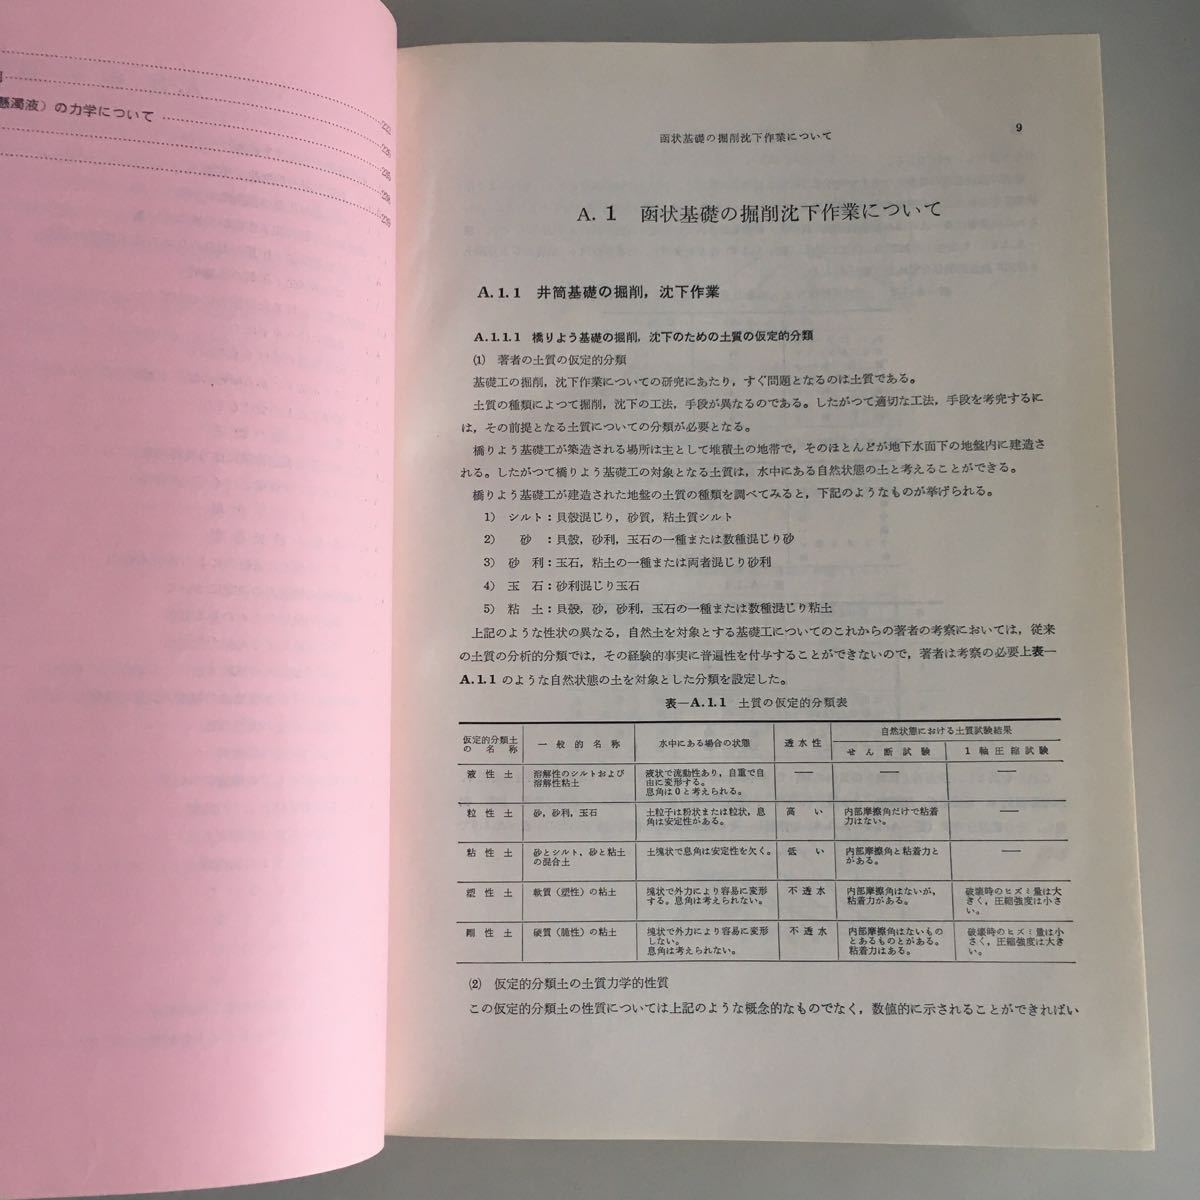 懸濁液）の力学について
函状基礎の掘削沈下作業について
9
A. 1 函状基礎の掘削沈下作業について
A. 1. 1 井筒基礎の掘削，沈下作業
A. 1. 1. 1 橋りよう基礎の掘削，沈下のための土質の仮定的分類
(1) 著者の土質の仮定的分類
基礎工の掘削，沈下作業についての研究にあたり，すぐ問題となるのは土質である。
土質の種類によつて掘削，沈下の工法，手段が異なるのである。したがつて適切な工法，手段を考究するに
は，その前提となる土質についての分類が必要となる。
橋りよう基礎工が築造される場所は主として堆積土の地帯で，そのほとんどが地下水面下の地盤内に建造さ
れる。したがつて橋りよう基礎工の対象となる土質は，水中にある自然状態の土と考えることができる。
橋りよう基礎工が建造された地盤の土質の種類を調べてみると，下記のようなものが挙げられる。
1) シルト：貝殻混じり，砂質，粘土質シルト
2) 砂 ：貝殻，砂利，玉石の一種または数種混じり砂
3) 砂 利：玉石，粘土の一種または両者混じり砂利
4) 玉 石：砂利混じり玉石
5) 粘 土：貝殻，砂，砂利，玉石の一種または数種混じり粘土
上記のような性状の異なる，自然土を対象とする基礎工についてのこれからの著者の考察においては，従来
の土質の分析的分類では，その経験的事実に普遍性を付与することができないので，著者は考察の必要上表—
A.1.1 のような自然状態の土を対象とした分類を設定した。
表—A.1.1 土質の仮定的分類表
仮定的分類土の名称 一般的名称 水中にある場合の状態 透水性 自然状態における土質試験結果
せん断試験 1軸圧縮試験
液性土 溶解性のシルトおよび溶解性粘土 液状で流動性あり，自重で自由に変形する。息角は0と考えられる。 — — —
粒性土 砂，砂利，玉石 土粒子は粉状または粒状，息角は安定性がある。 高い 内部摩擦角だけで粘着力はない。 —
粘性土 砂とシルト，砂と粘土の混合土 土塊状で息角は安定性を欠く。 低い 内部摩擦角と粘着力とがある。 —
塑性土 軟質（塑性）の粘土 塊状で外力により容易に変形する。息角は考えられない。 不透水 内部摩擦角はないが，粘着力がある。 破壊時のヒズミ量は大きく，圧縮強度は小さい。
剛性土 硬質（脆性）の粘土 塊状で外力により容易に変形しない。息角は考えられない。 不透水 内部摩擦角はないものとあるものとがある。粘着力はある。 破壊時のヒズミ量は小さく，圧縮強度は大きい。
(2) 仮定的分類土の土質力学的性質
この仮定的分類土の性質については上記のような概念的なものでなく，数値的に示されることができればい